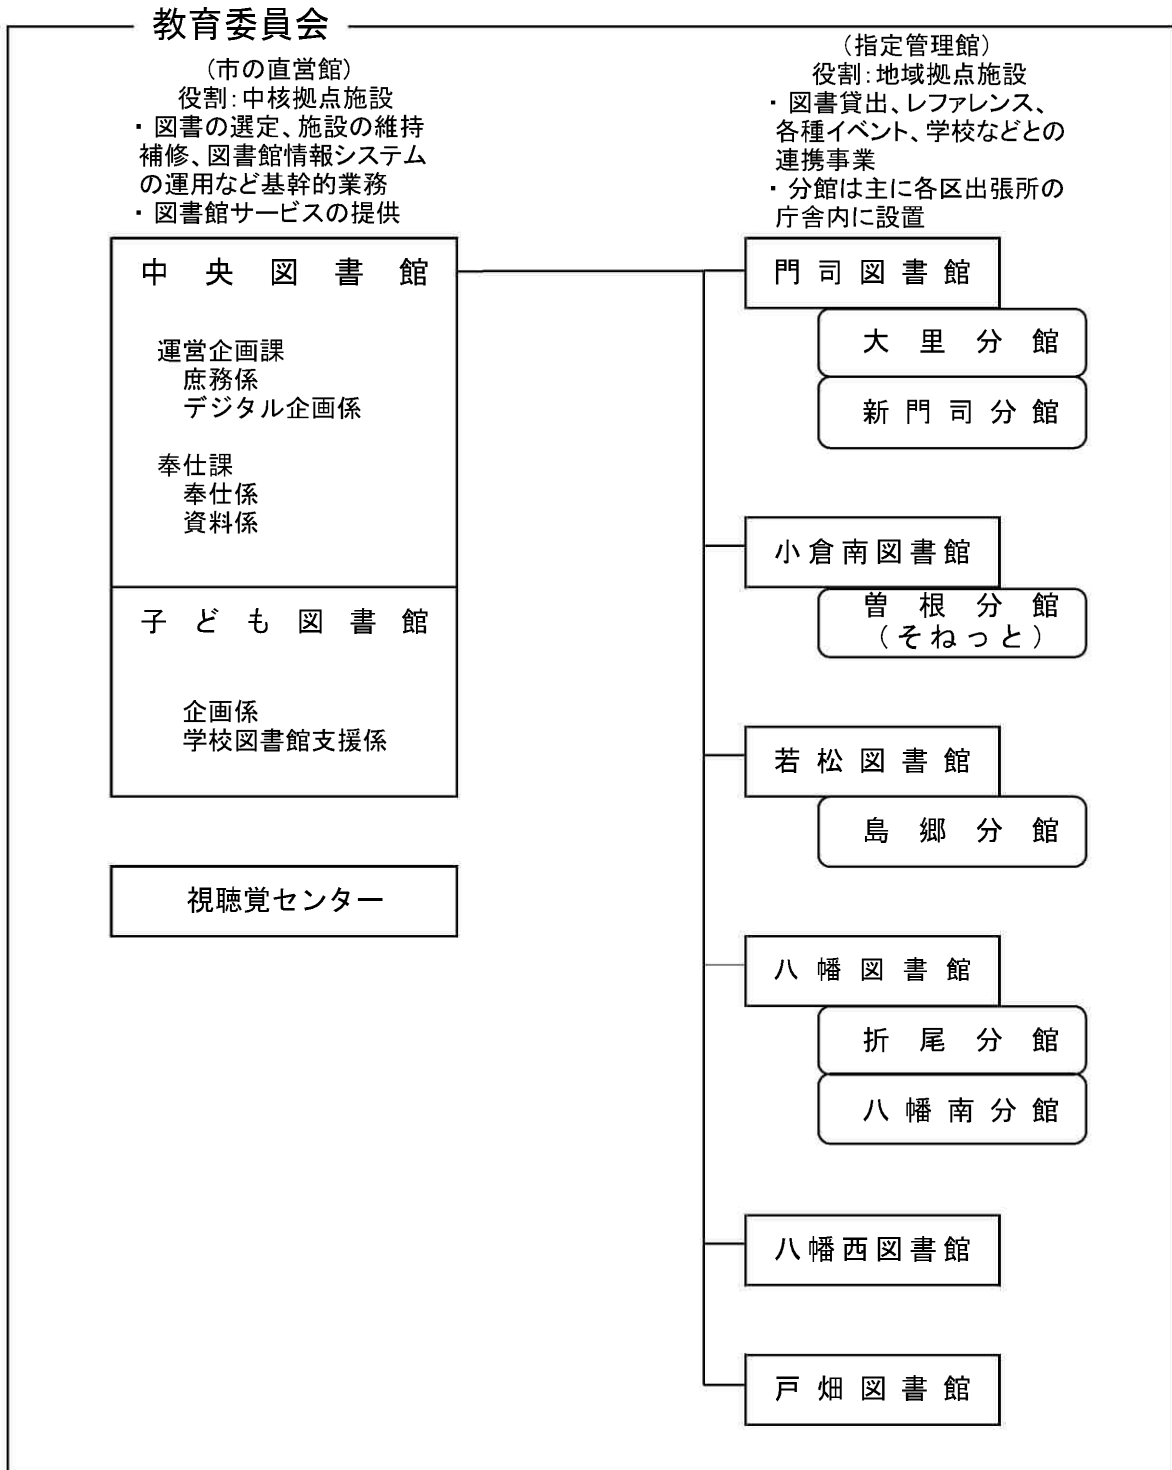 教育委員会
（市の直営館）
役割：中核拠点施設
・図書の選定、施設の維持
補修、図書館情報システム
の運用など基幹的業務
・図書館サービスの提供
中央図書館
運営企画課
庶務係
デジタル企画係
奉仕課
奉仕係
資料係
子ども図書館
企画係
学校図書館支援係
視聴覚センター
（指定管理館）
役割：地域拠点施設
・図書貸出、レファレンス、
各種イベント、学校などとの
連携事業
・分館は主に各区出張所の
庁舎内に設置
門司図書館
大里分館
新門司分館
小倉南図書館
曽根分館
（そねっと）
若松図書館
島郷分館
八幡図書館
折尾分館
八幡南分館
八幡西図書館
戸畑図書館